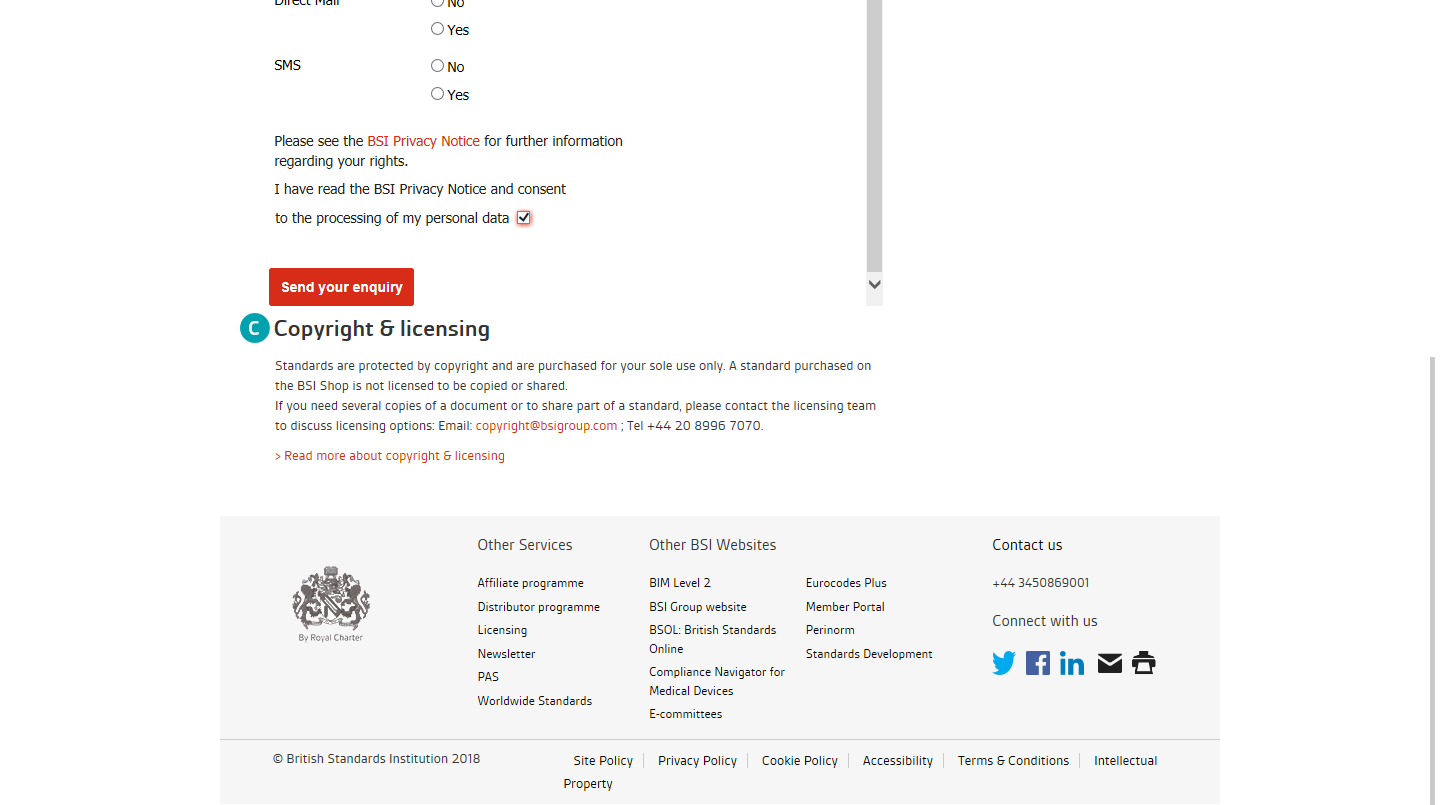 Direct Mail
No
Yes
SMS
No
Yes
Please see the BSI Privacy Notice for further information
regarding your rights.
I have read the BSI Privacy Notice and consent
to the processing of my personal data
Send your enquiry
C Copyright & licensing
Standards are protected by copyright and are purchased for your sole use only. A standard purchased on
the BSI Shop is not licensed to be copied or shared.
If you need several copies of a document or to share part of a standard, please contact the licensing team
to discuss licensing options: Email: copyright@bsigroup.com ; Tel +44 20 8996 7070.
> Read more about copyright & licensing
By Royal Charter
Other Services
Affiliate programme
Distributor programme
Licensing
Newsletter
PAS
Worldwide Standards
Other BSI Websites
BIM Level 2
BSI Group website
BSOL: British Standards
Online
Compliance Navigator for
Medical Devices
E-committees
Eurocodes Plus
Member Portal
Perinorm
Standards Development
Contact us
+44 3450869001
Connect with us
© British Standards Institution 2018
Site Policy
Privacy Policy
Cookie Policy
Accessibility
Terms & Conditions
Intellectual
Property